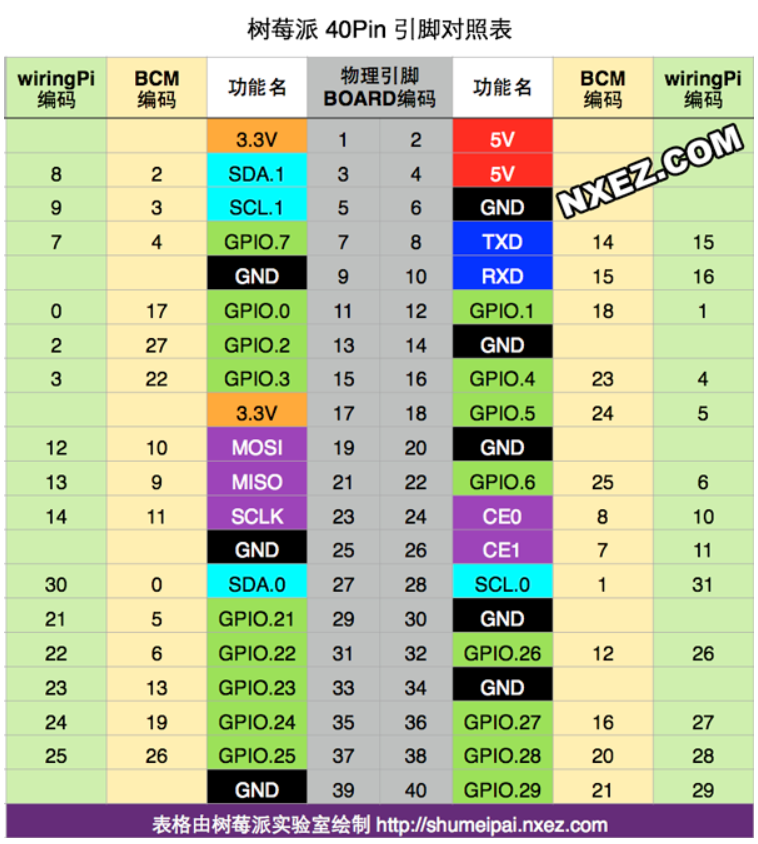 树莓派 40Pin 引脚对照表
wiringPi 编码 BCM 编码 功能名 物理引脚 BOARD编码 功能名 BCM 编码 wiringPi 编码
3.3V 1 2 5V
8 2 SDA.1 3 4 5V
9 3 SCL.1 5 6 GND
7 4 GPIO.7 7 8 TXD 14 15
GND 9 10 RXD 15 16
0 17 GPIO.0 11 12 GPIO.1 18 1
2 27 GPIO.2 13 14 GND
3 22 GPIO.3 15 16 GPIO.4 23 4
3.3V 17 18 GPIO.5 24 5
12 10 MOSI 19 20 GND
13 9 MISO 21 22 GPIO.6 25 6
14 11 SCLK 23 24 CE0 8 10
GND 25 26 CE1 7 11
30 0 SDA.0 27 28 SCL.0 1 31
21 5 GPIO.21 29 30 GND
22 6 GPIO.22 31 32 GPIO.26 12 26
23 13 GPIO.23 33 34 GND
24 19 GPIO.24 35 36 GPIO.27 16 27
25 26 GPIO.25 37 38 GPIO.28 20 28
GND 39 40 GPIO.29 21 29
NXEZ.COM
表格由树莓派实验室绘制 http://shumeipai.nxez.com